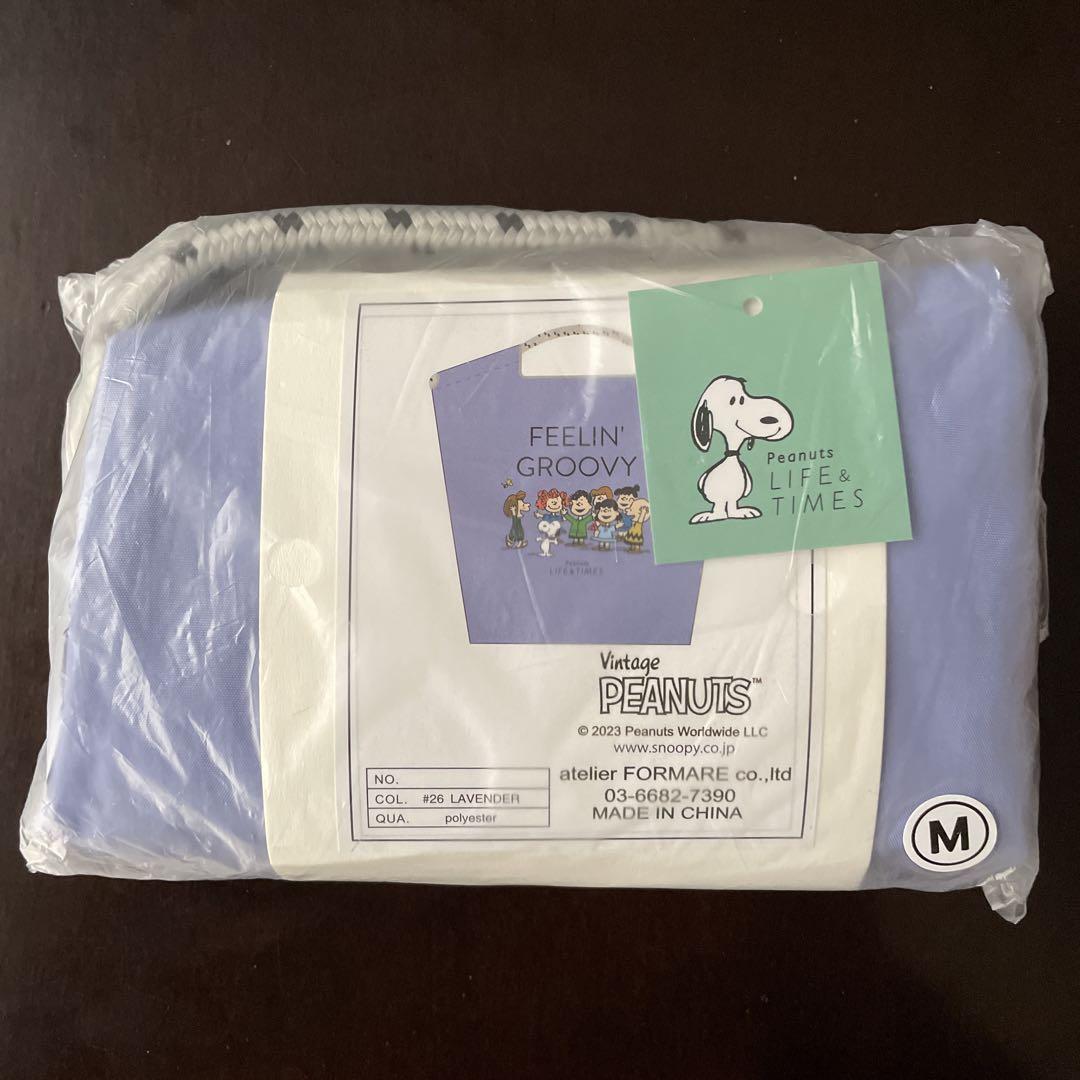 FEELIN'
GROOVY
Peanuts
LIFE & TIMES
Peanuts
LIFE &
TIMES
Vintage
PEANUTS™
© 2023 Peanuts Worldwide LLC
www.snoopy.co.jp
atelier FORMARE co.,ltd
03-6682-7390
MADE IN CHINA
NO.
COL. #26 LAVENDER
QUA. polyester
M